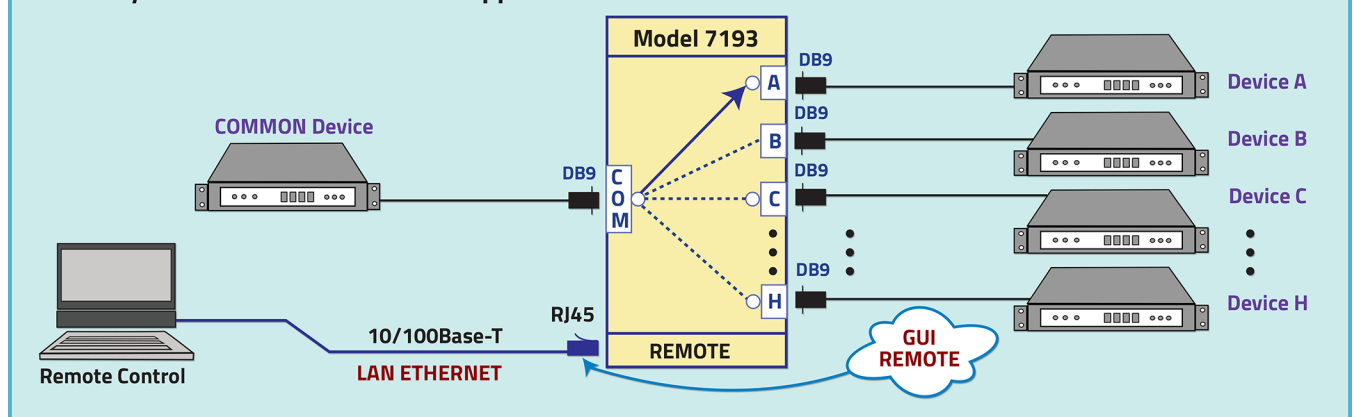 Model 7193
COMMON Device
DB9
C
O
M
A
B
C
H
DB9
DB9
DB9
DB9
Device A
Device B
Device C
Device H
RJ45
10/100Base-T
LAN ETHERNET
Remote Control
REMOTE
GUI
REMOTE